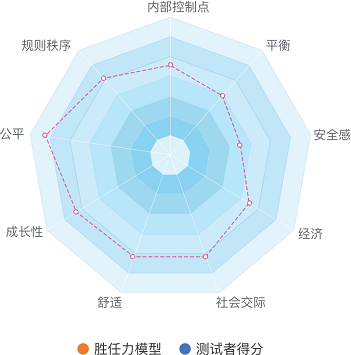 内部控制点
规则秩序
平衡
公平
安全感
成长性
经济
舒适
社会交际
胜任力模型
测试者得分